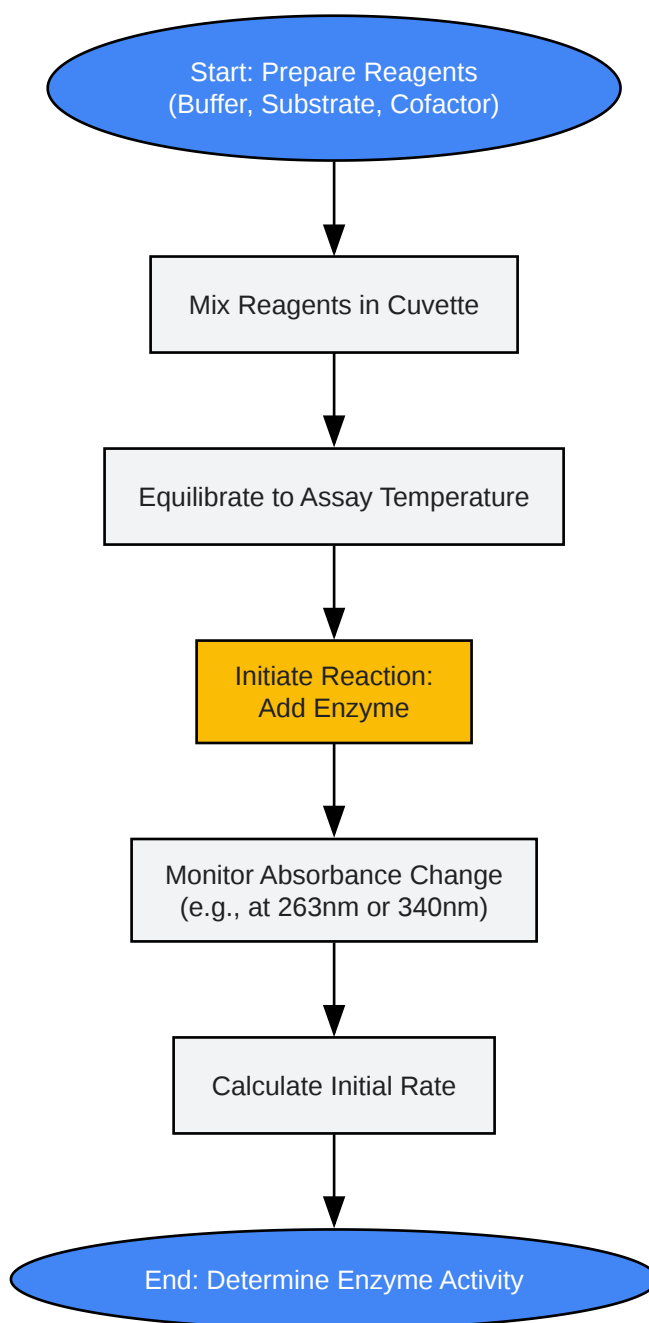 Start: Prepare Reagents
(Buffer, Substrate, Cofactor)
Mix Reagents in Cuvette
Equilibrate to Assay Temperature
Initiate Reaction:
Add Enzyme
Monitor Absorbance Change
(e.g., at 263nm or 340nm)
Calculate Initial Rate
End: Determine Enzyme Activity